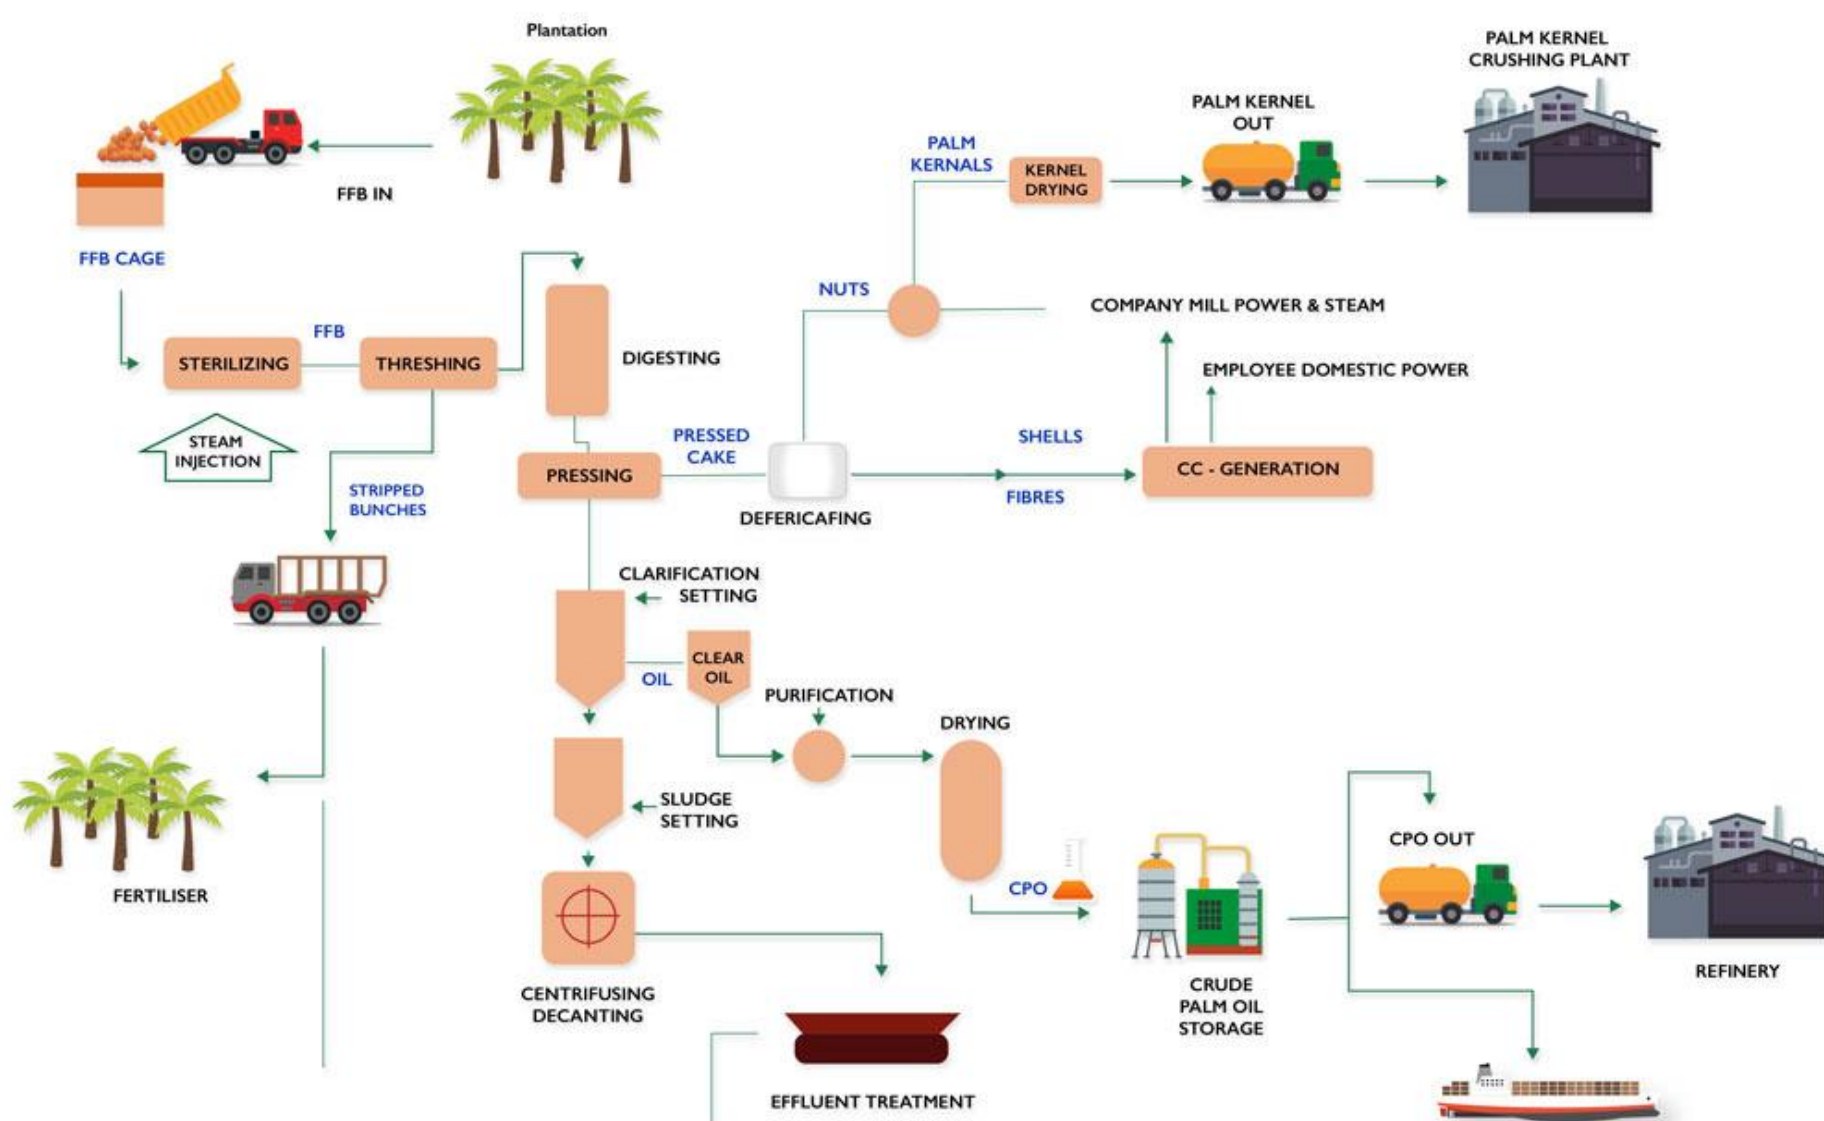 Plantation
FFB IN
FFB CAGE
PALM KERNEL
CRUSHING PLANT
PALM KERNEL
OUT
PALM
KERNALS
KERNEL
DRYING
NUTS
COMPANY MILL POWER & STEAM
EMPLOYEE DOMESTIC POWER
FFB
STERILIZING
THRESHING
DIGESTING
STEAM
INJECTION
STRIPPED
BUNCHES
PRESSING
PRESSED
CAKE
DEFERICAFING
SHELLS
FIBRES
CC - GENERATION
CLARIFICATION
SETTING
OIL
CLEAR
OIL
PURIFICATION
DRYING
SLUDGE
SETTING
FERTILISER
CENTRIFUSING
DECANTING
EFFLUENT TREATMENT
CPO
CRUDE
PALM OIL
STORAGE
CPO OUT
REFINERY